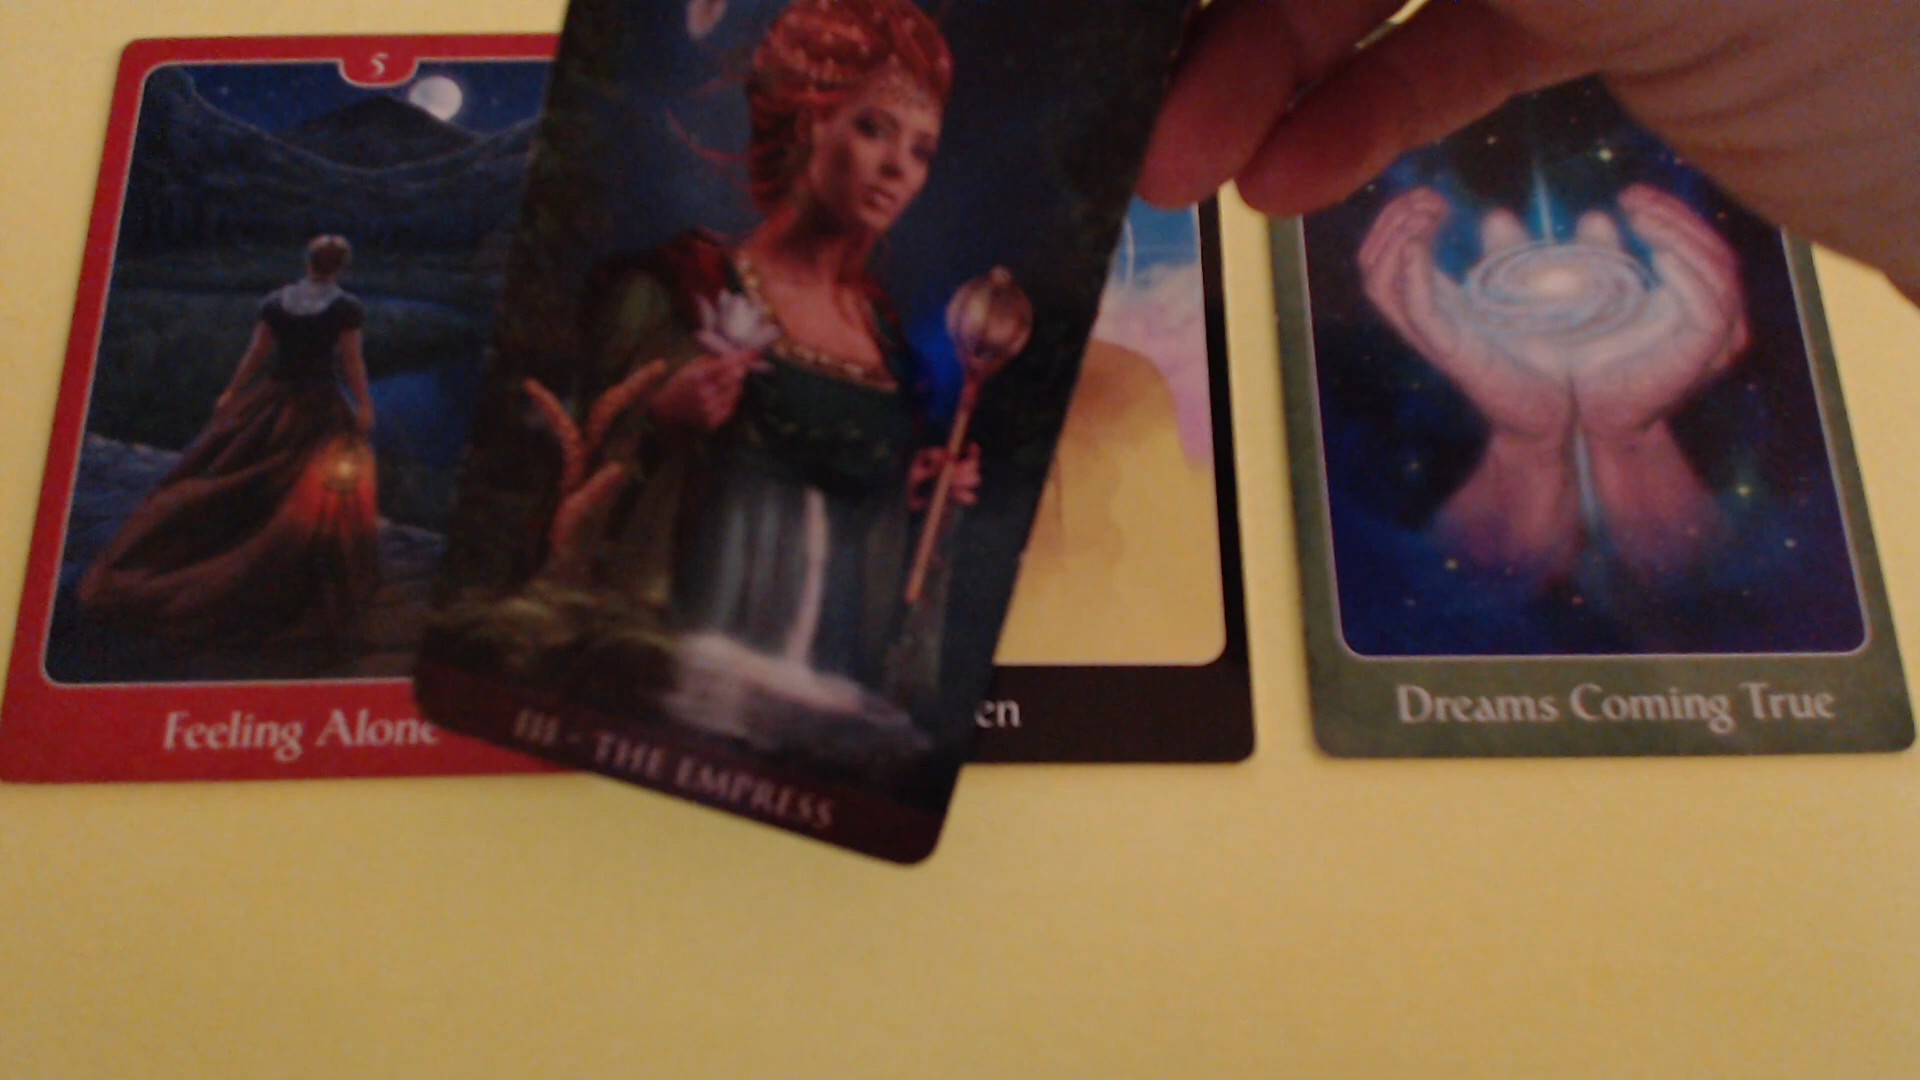 5
Feeling Alone
III - THE EMPRESS
en
Dreams Coming True